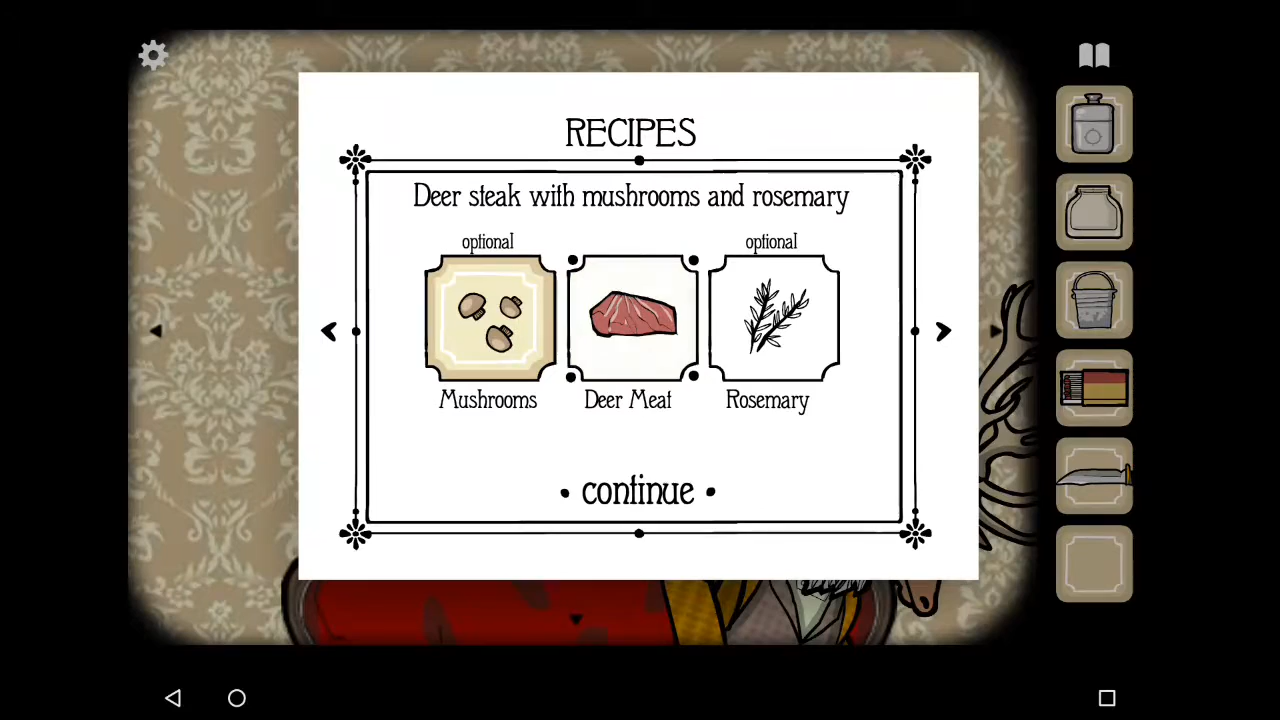 RECIPES
Deer steak with mushrooms and rosemary
optional optional
Mushrooms Deer Meat Rosemary
• continue •